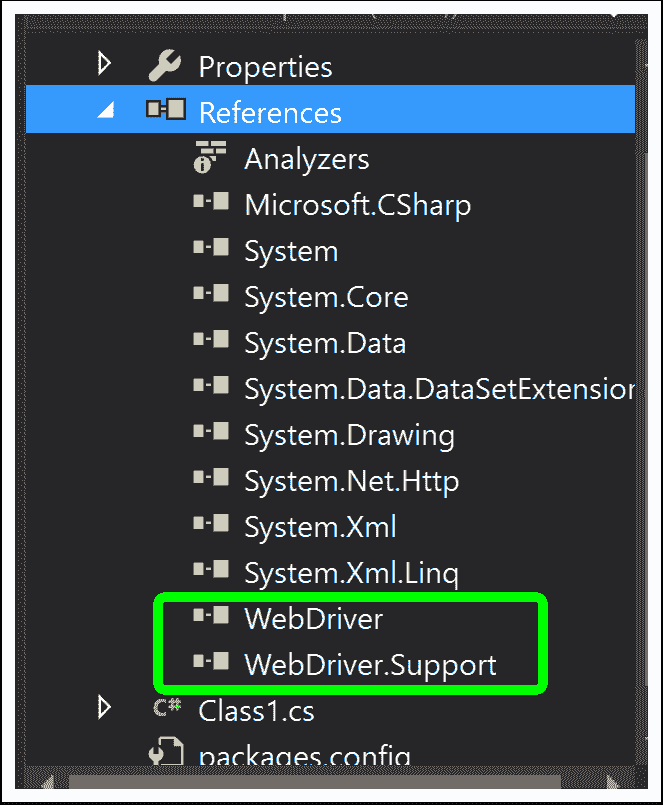 Properties
References
Analyzers
Microsoft.CSharp
System
System.Core
System.Data
System.Data.DataSetExtension
System.Drawing
System.Net.Http
System.Xml
System.Xml.Linq
WebDriver
WebDriver.Support
C# Class1.cs
packages.config